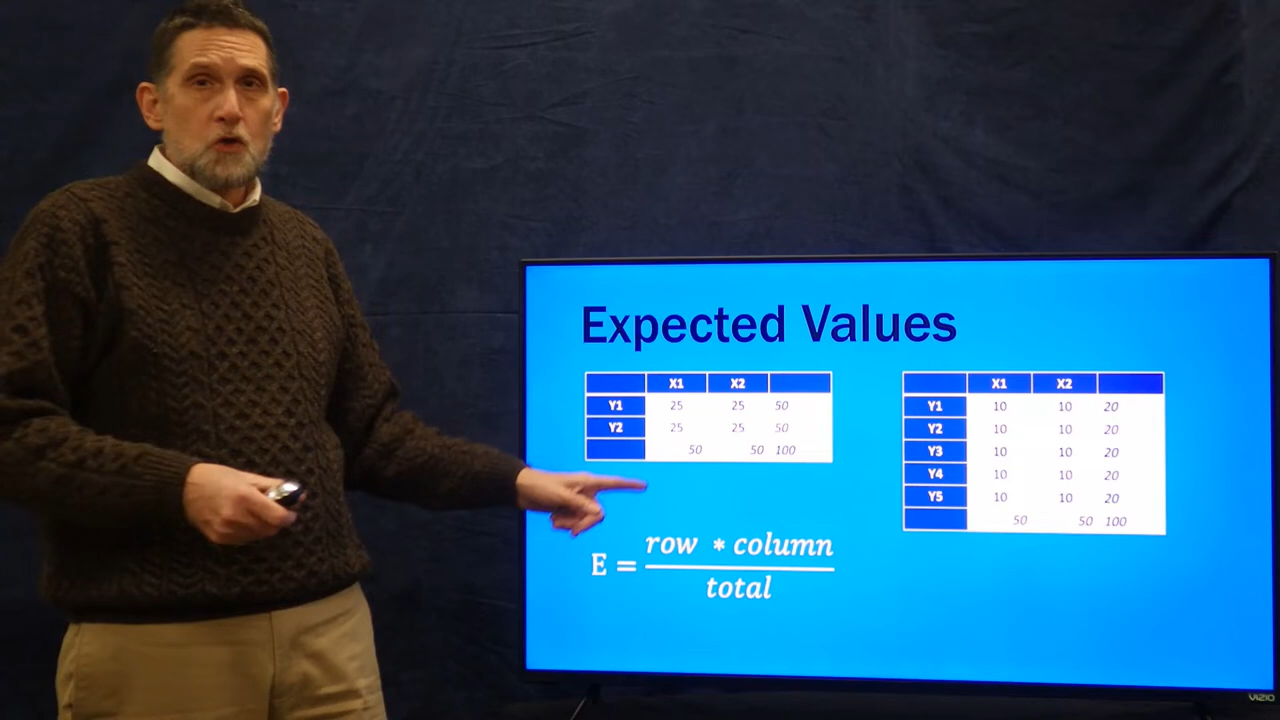 Expected Values
X1 X2
Y1 25 25 50
Y2 25 25 50
50 50 100
X1 X2
Y1 10 10 20
Y2 10 10 20
Y3 10 10 20
Y4 10 10 20
Y5 10 10 20
50 50 100
E = row * column / total
VIZIO